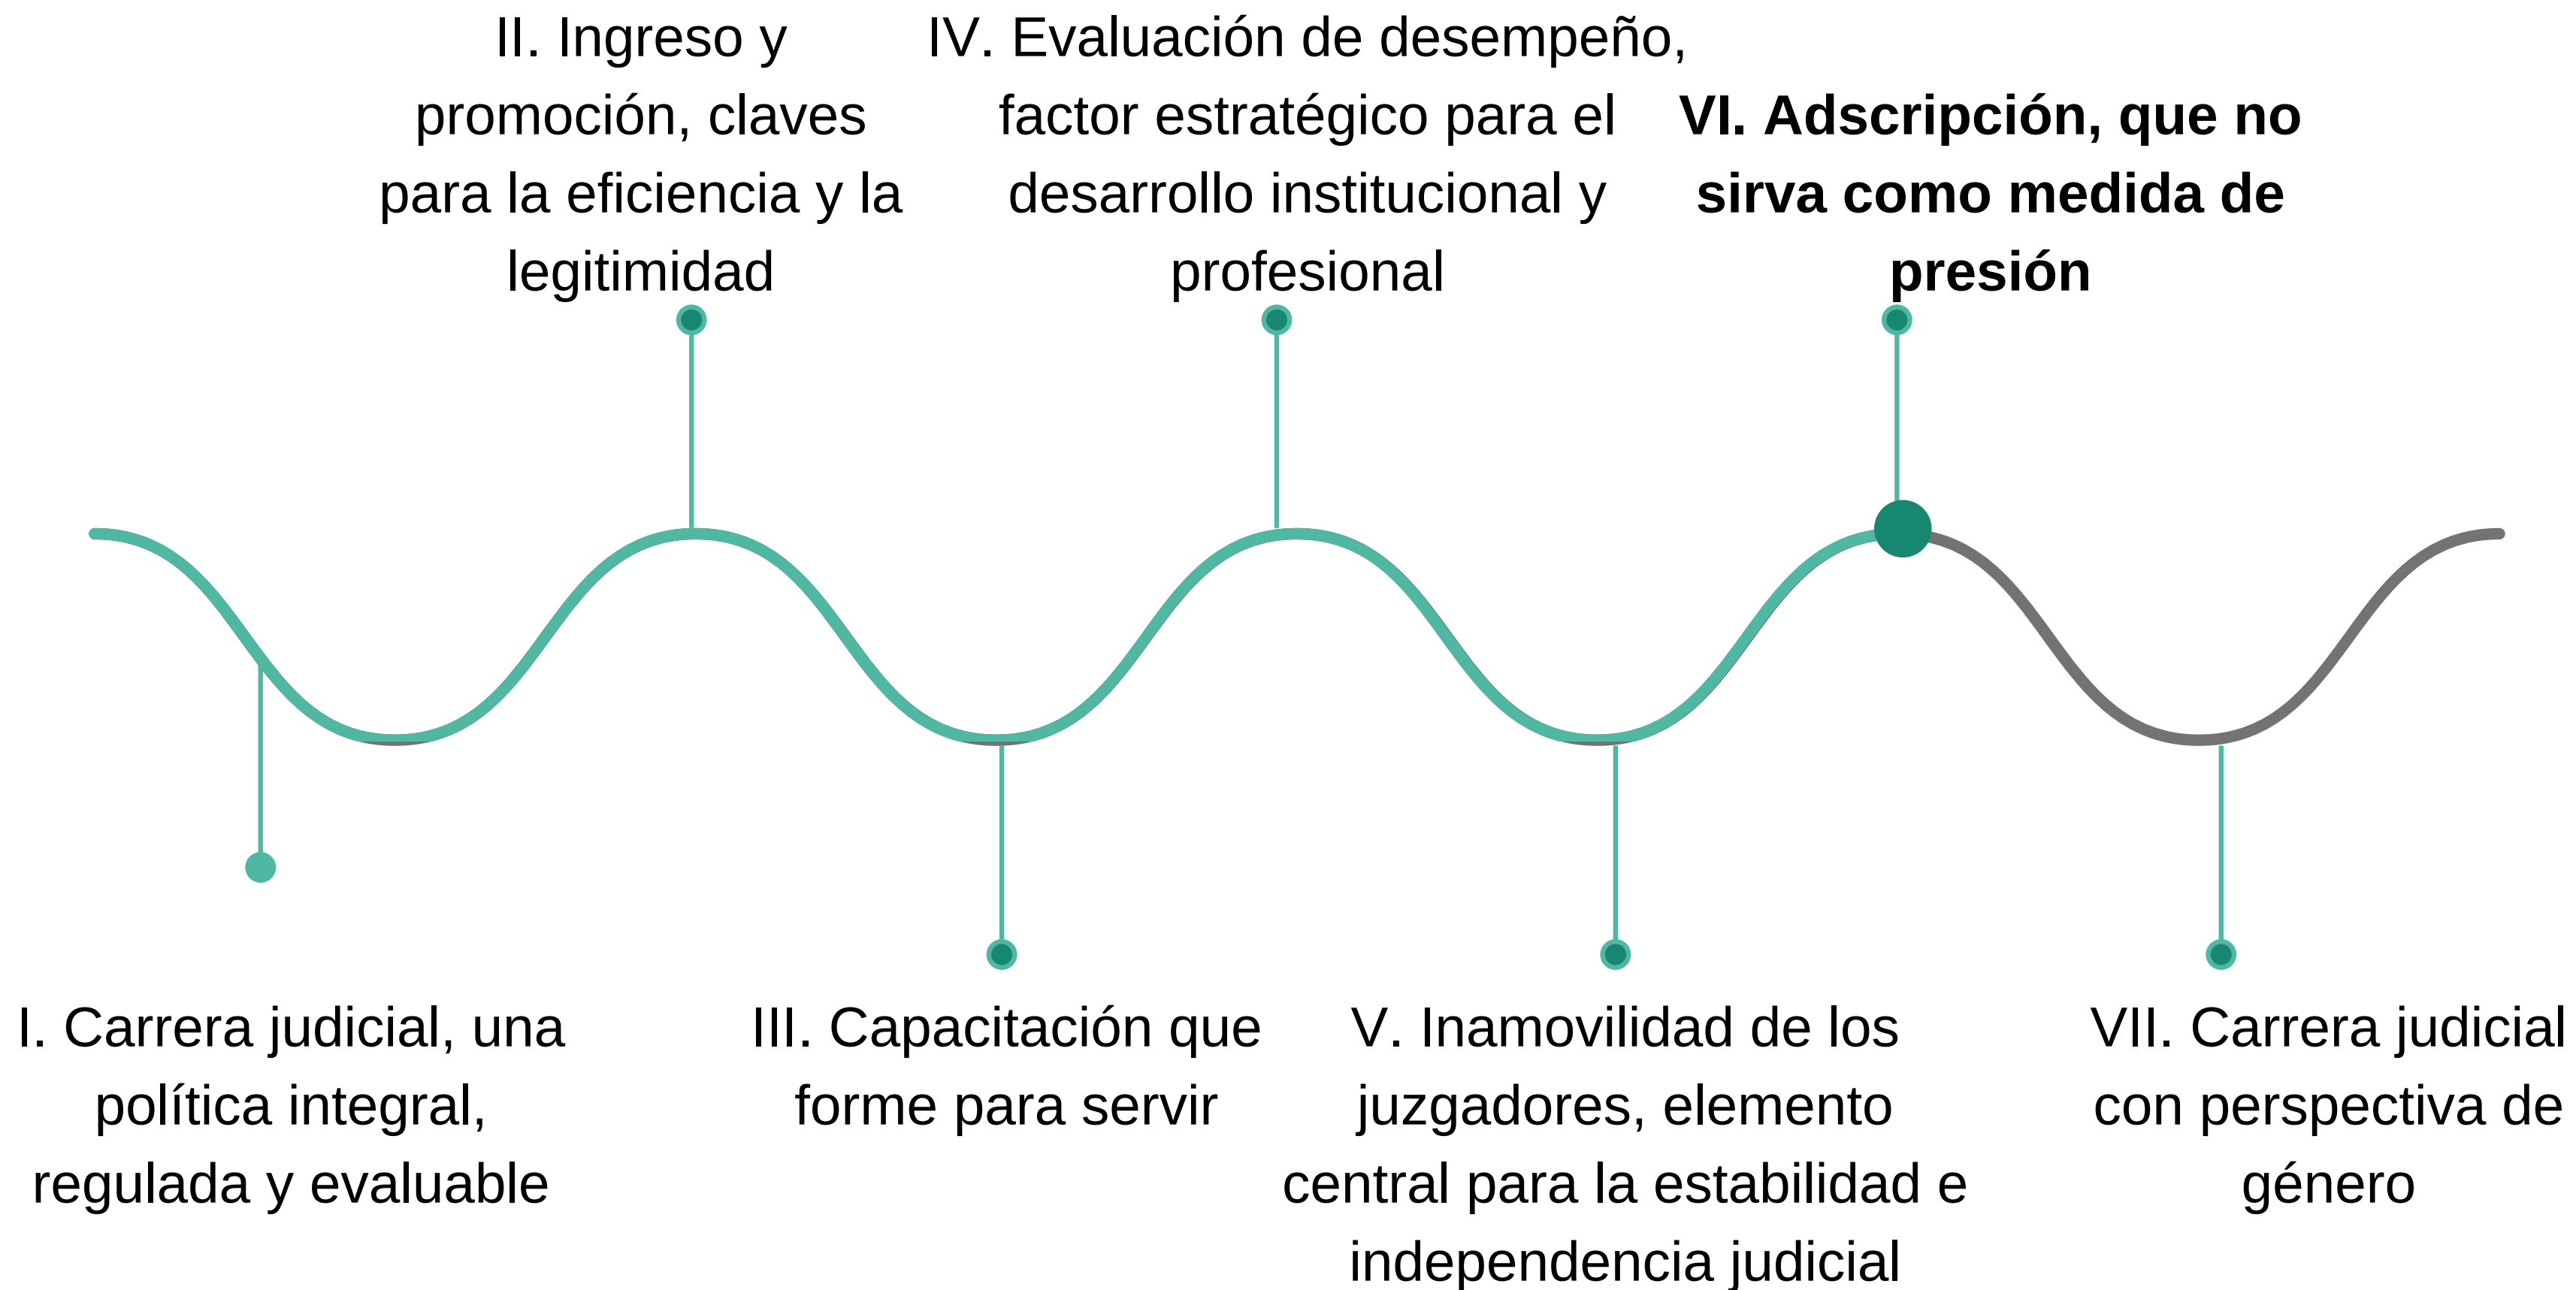 I. Carrera judicial, una
política integral,
regulada y evaluable
II. Ingreso y
promoción, claves
para la eficiencia y la
legitimidad
III. Capacitación que
forme para servir
IV. Evaluación de desempeño,
factor estratégico para el
desarrollo institucional y
profesional
V. Inamovilidad de los
juzgadores, elemento
central para la estabilidad e
independencia judicial
VI. Adscripción, que no
sirva como medida de
presión
VII. Carrera judicial
con perspectiva de
género